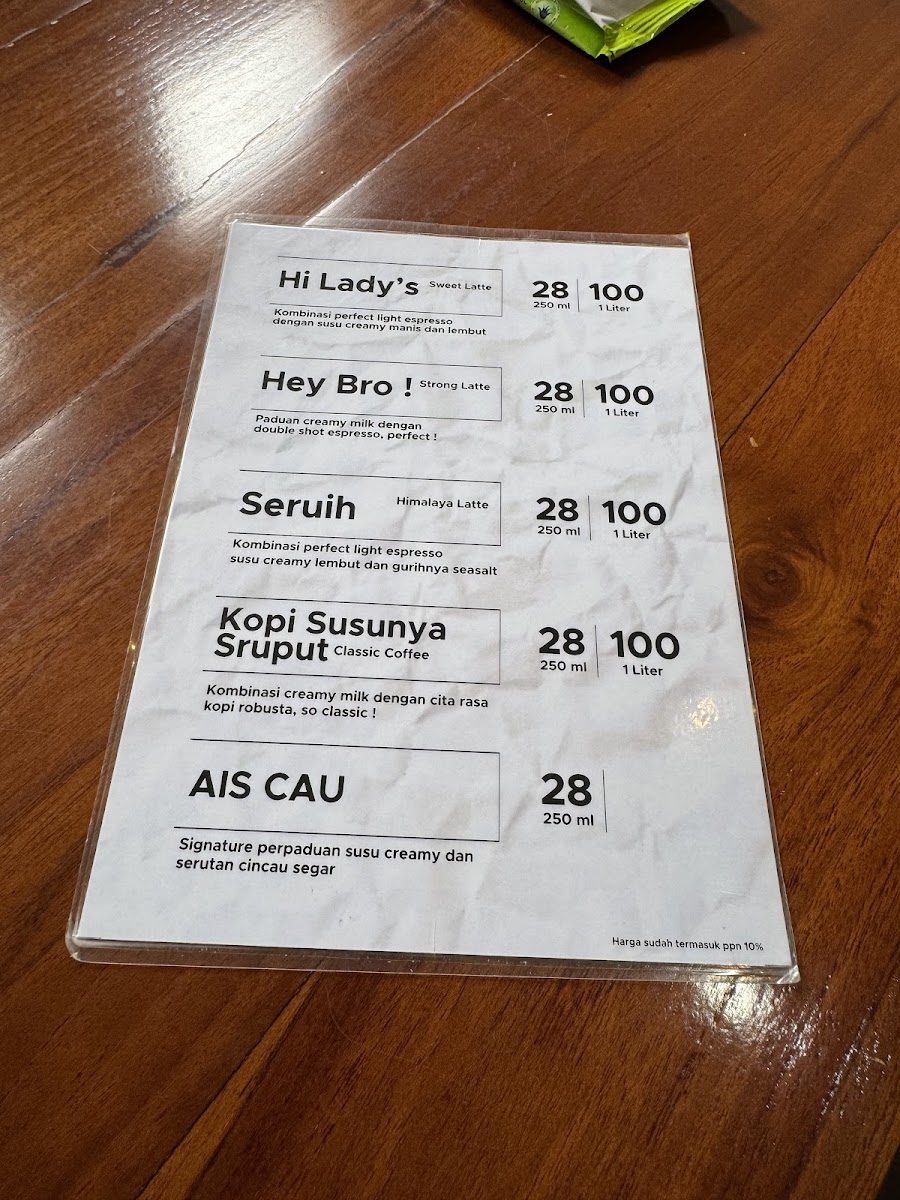 Hi Lady's Sweet Latte 28 100
250 ml 1 Liter
Kombinasi perfect light espresso
dengan susu creamy manis dan lembut
Hey Bro ! Strong Latte 28 100
250 ml 1 Liter
Paduan creamy milk dengan
double shot espresso, perfect !
Seruih Himalaya Latte 28 100
250 ml 1 Liter
Kombinasi perfect light espresso
susu creamy lembut dan gurihnya seasalt
Kopi Susunya
Sruput Classic Coffee 28 100
250 ml 1 Liter
Kombinasi creamy milk dengan cita rasa
kopi robusta, so classic !
AIS CAU 28
250 ml
Signature perpaduan susu creamy dan
serutan cincau segar
Harga sudah termasuk ppn 10%